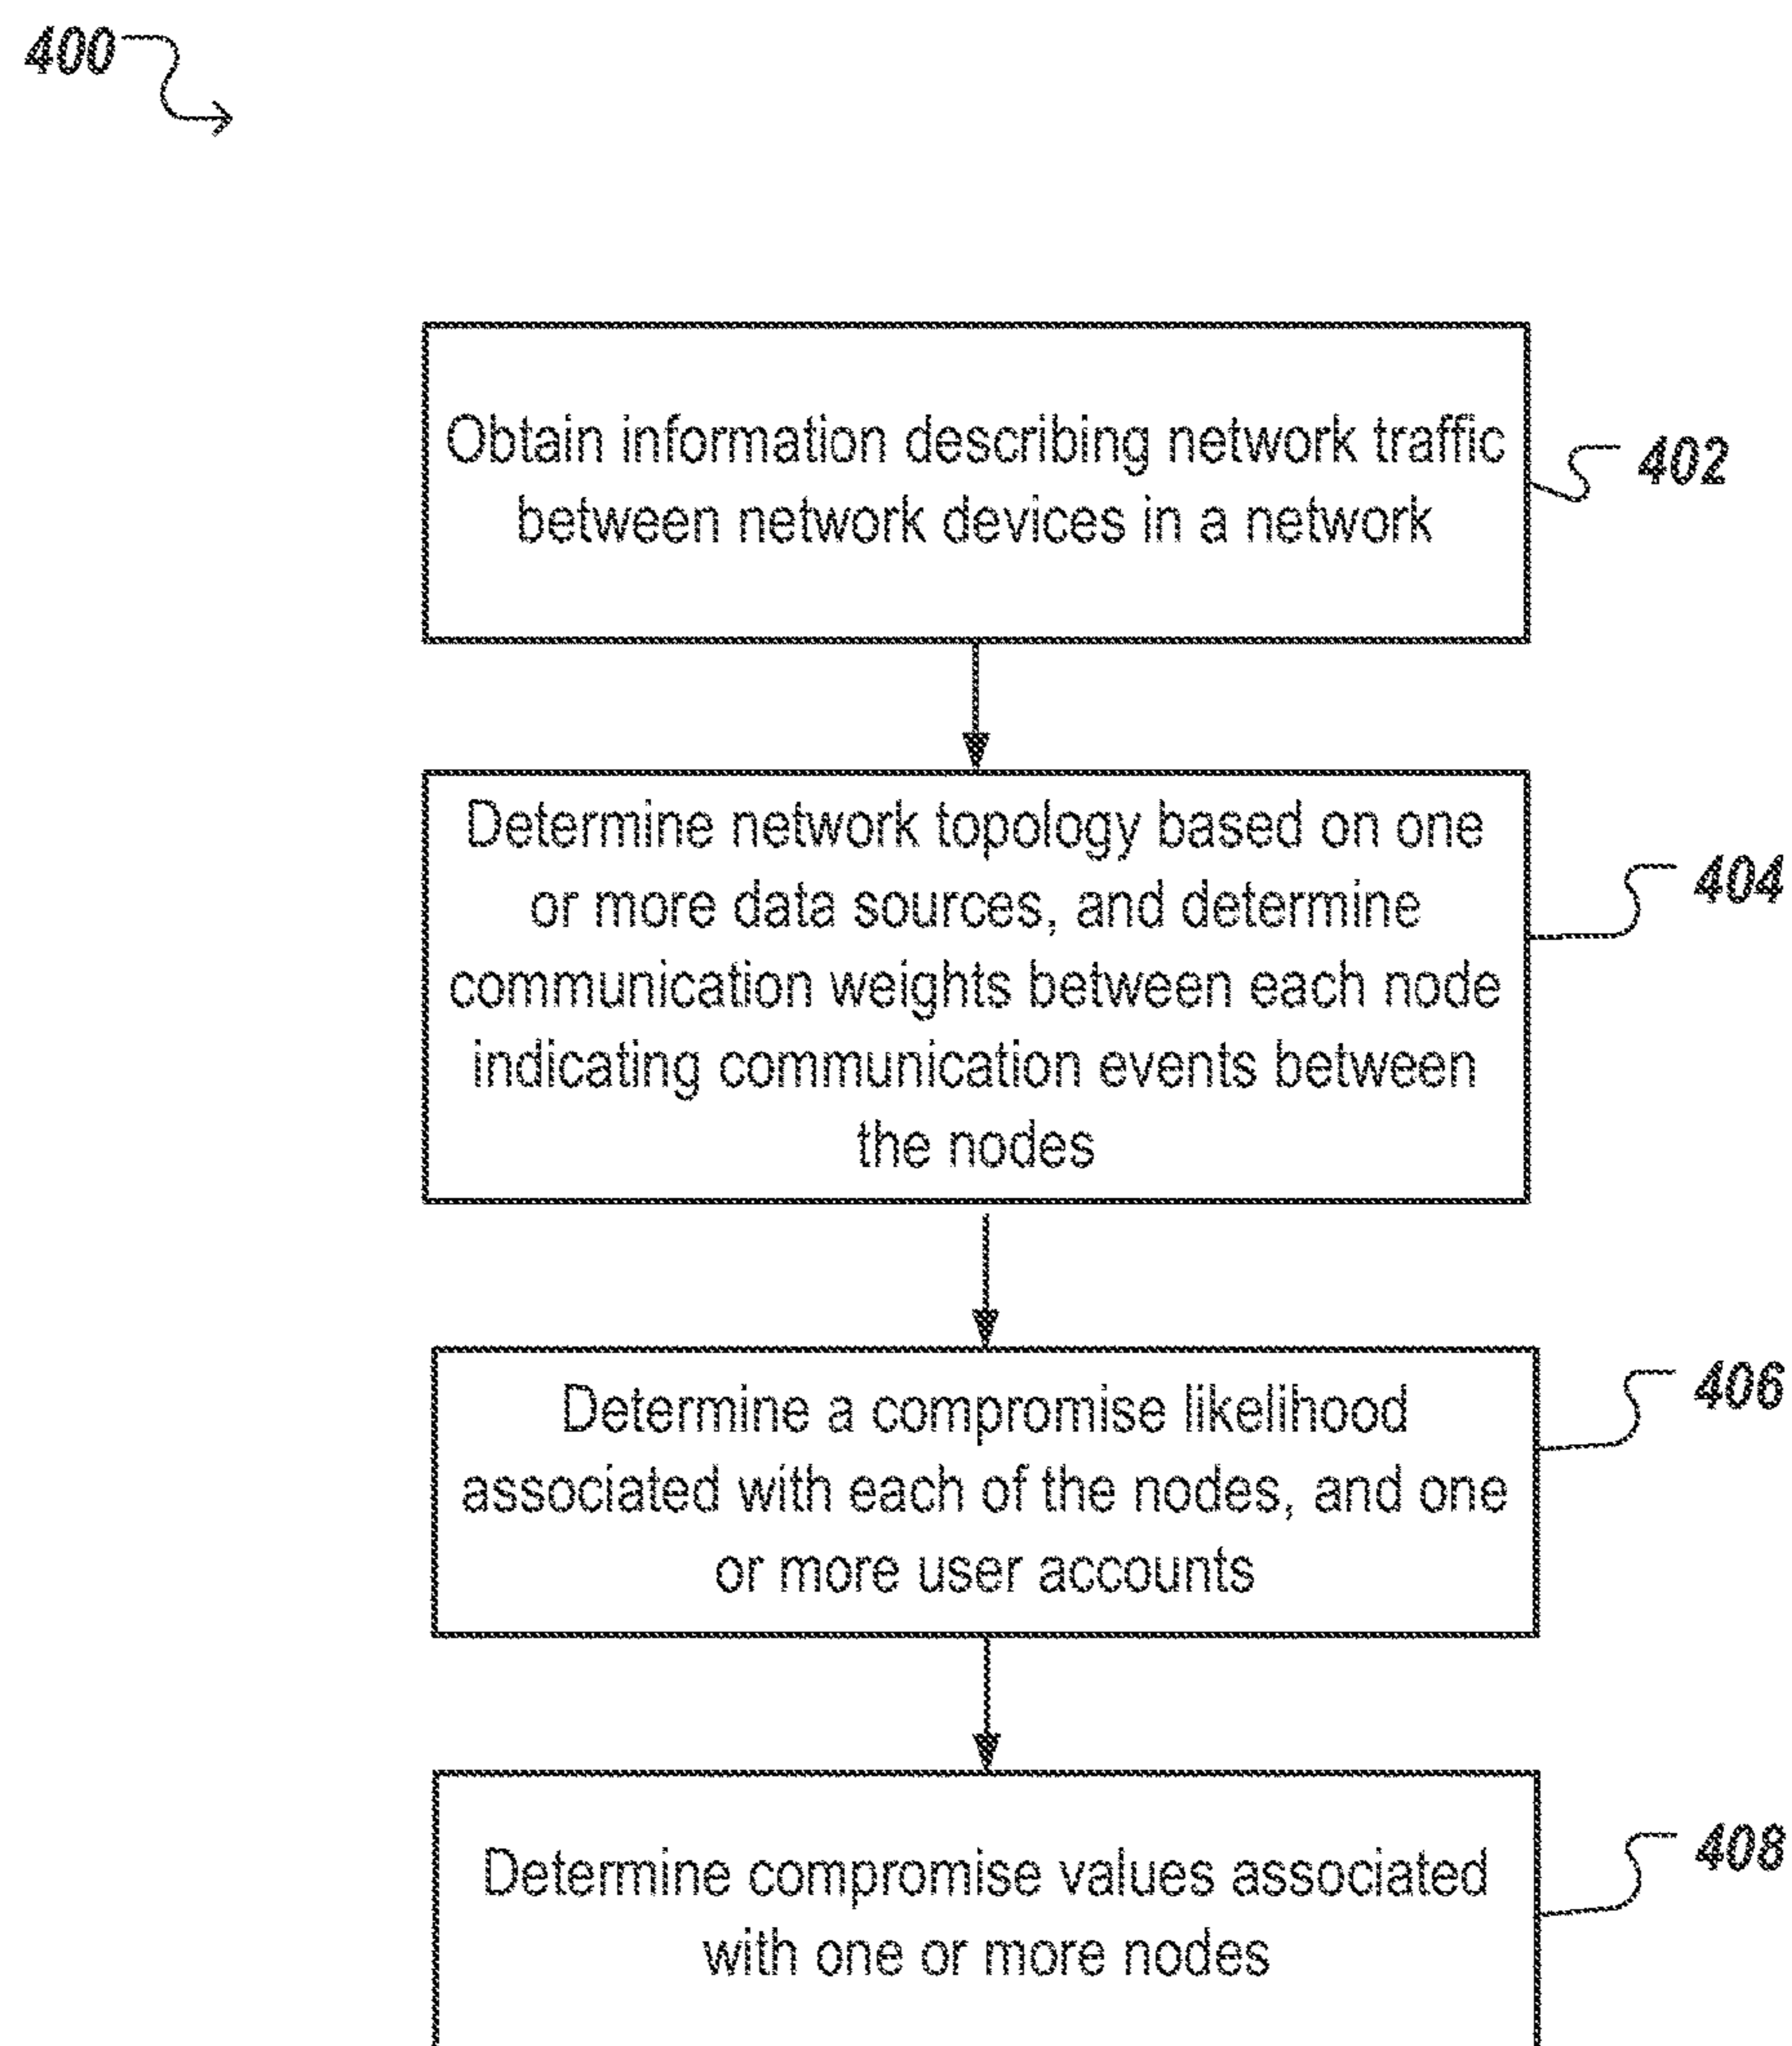 400
Obtain information describing network traffic
between network devices in a network
402
Determine network topology based on one
or more data sources, and determine
communication weights between each node
indicating communication events between
the nodes
404
Determine a compromise likelihood
associated with each of the nodes, and one
or more user accounts
406
Determine compromise values associated
with one or more nodes
408